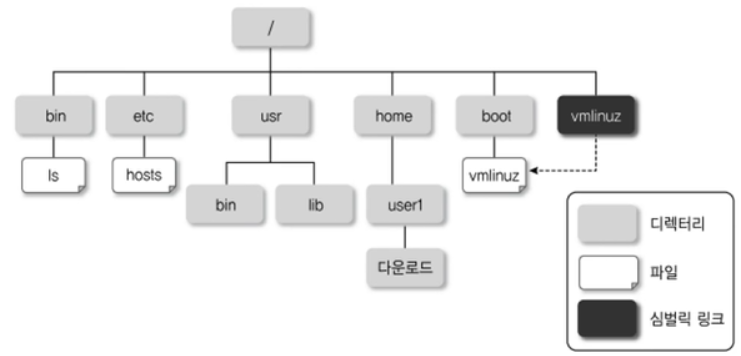 /
bin etc usr home boot vmlinuz
ls hosts vmlinuz
bin lib user1
다운로드
디렉터리
파일
심벌릭 링크